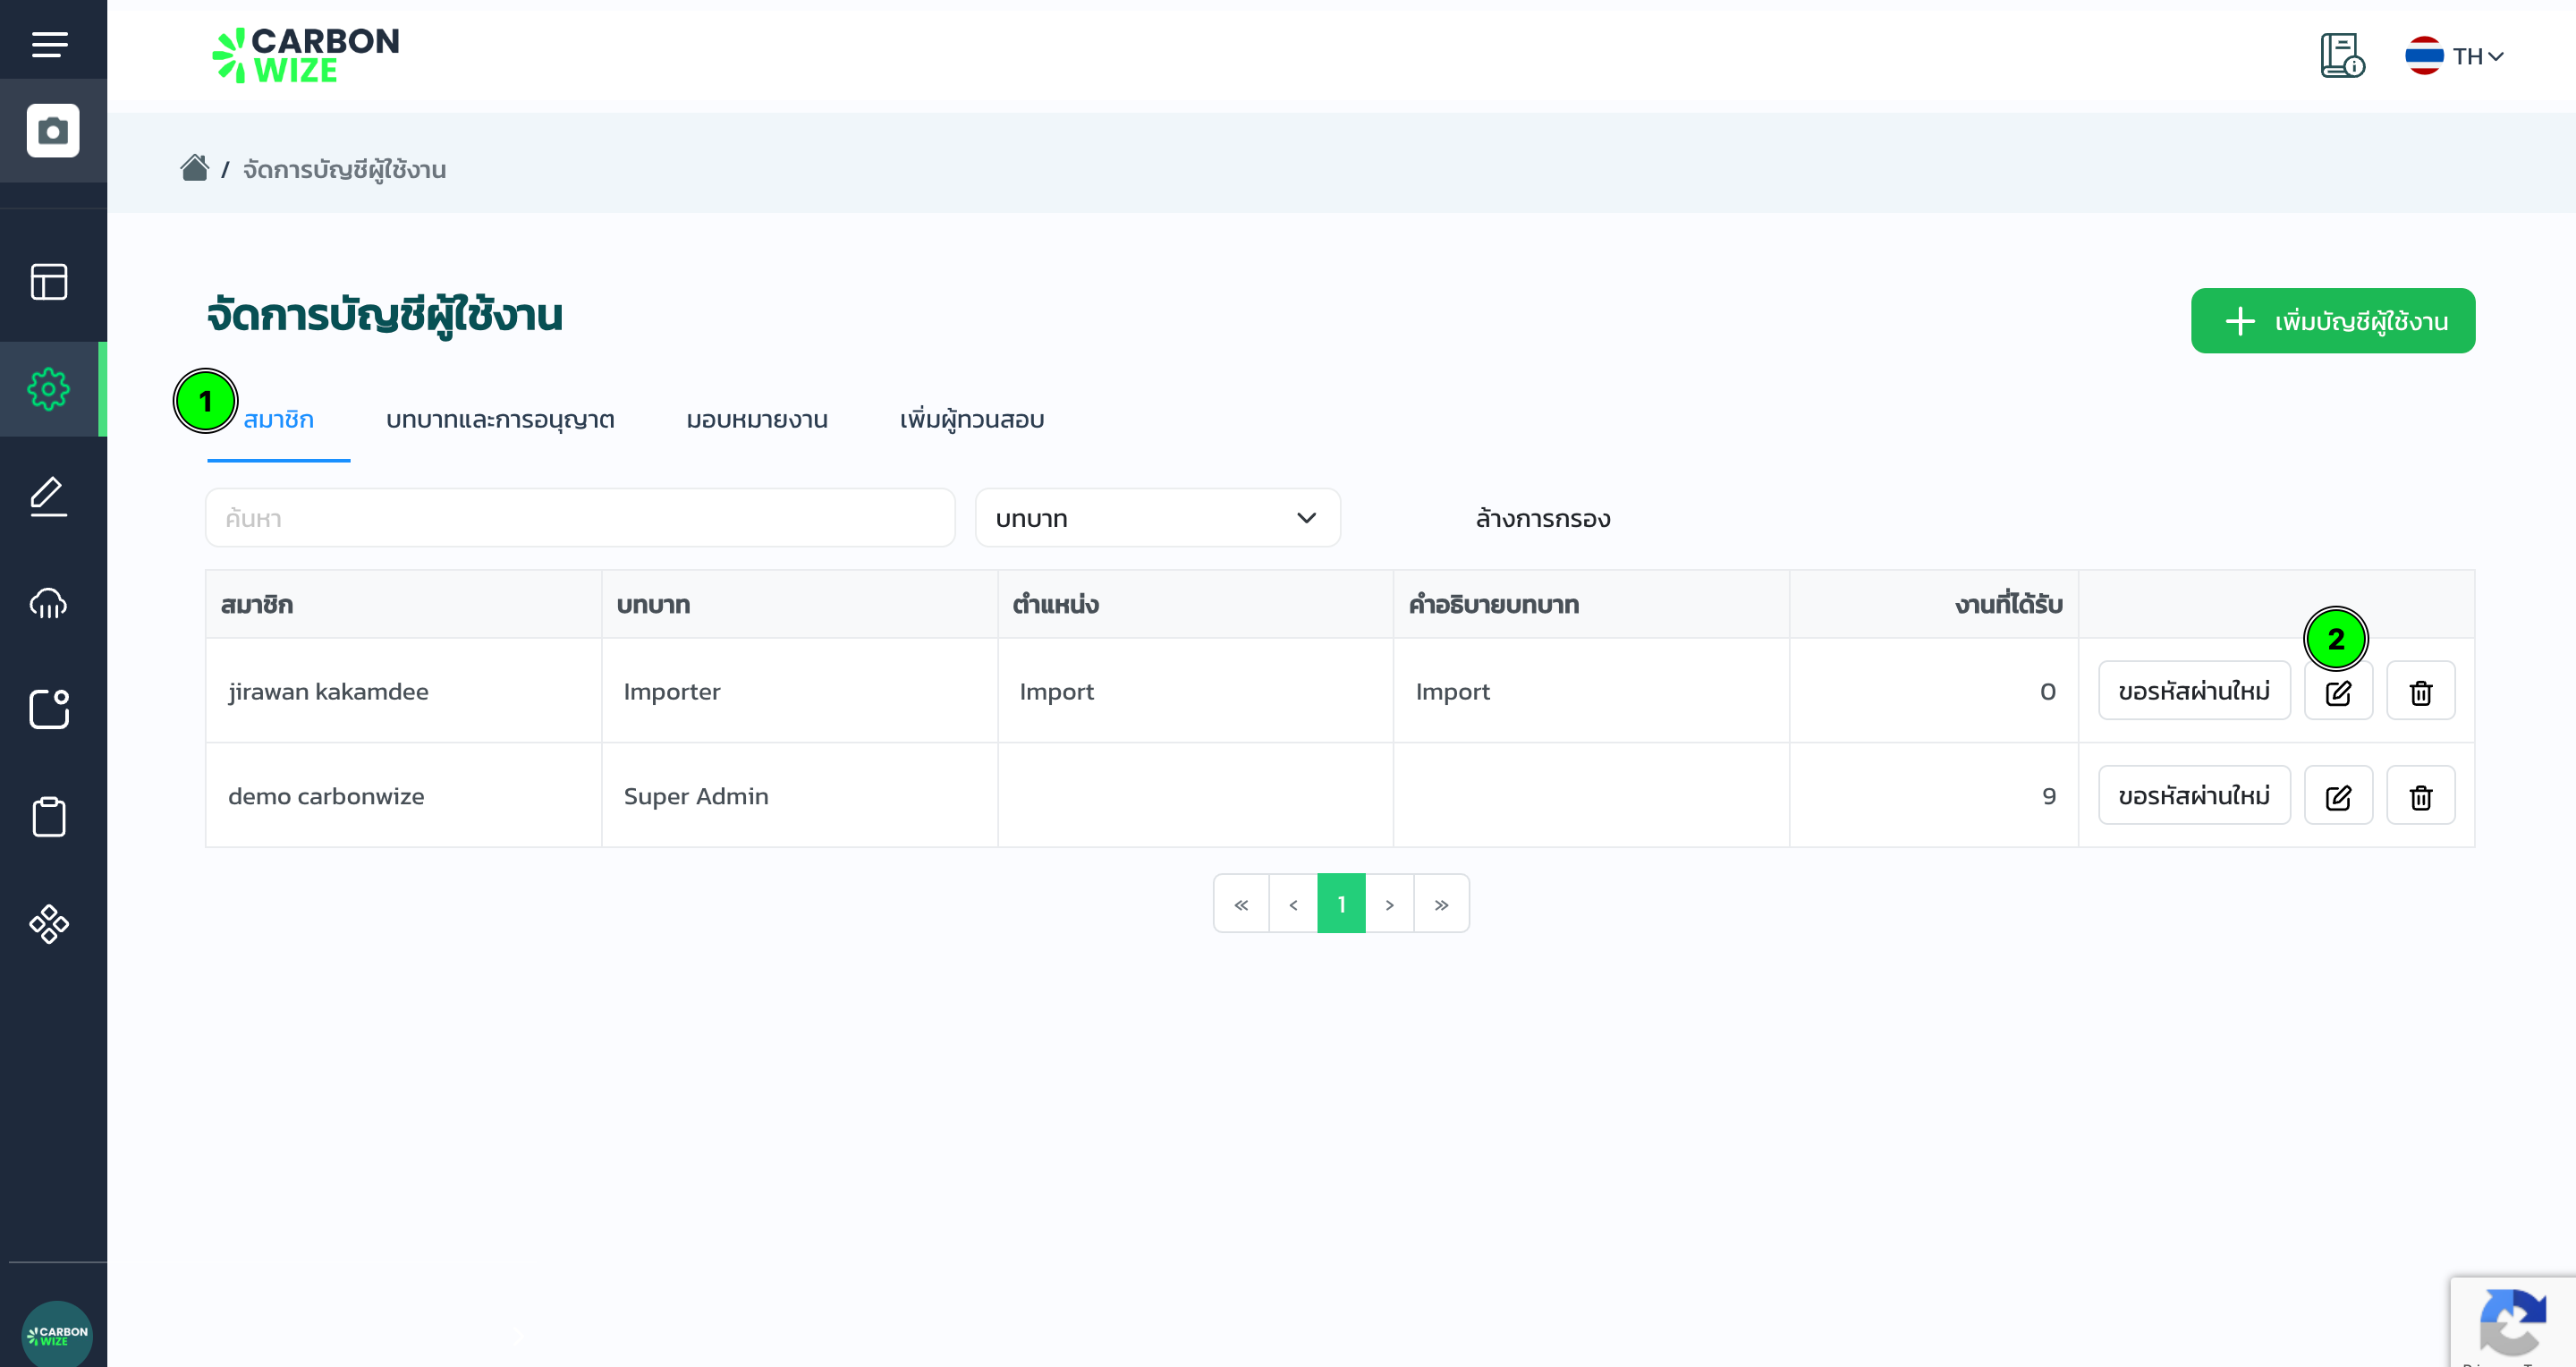 CARBON
WIZE
TH
/ จัดการบัญชีผู้ใช้งาน
จัดการบัญชีผู้ใช้งาน
เพิ่มบัญชีผู้ใช้งาน
1
สมาชิก บทบาทและการอนุญาต มอบหมายงาน เพิ่มผู้ทวนสอบ
ค้นหา บทบาท ล้างการกรอง
สมาชิก บทบาท ตำแหน่ง คำอธิบายบทบาท งานที่ได้รับ
2
jirawan kakamdee Importer Import Import 0 ขอรหัสผ่านใหม่
demo carbonwize Super Admin 9 ขอรหัสผ่านใหม่
« ‹ 1 › »
CARBON
WIZE